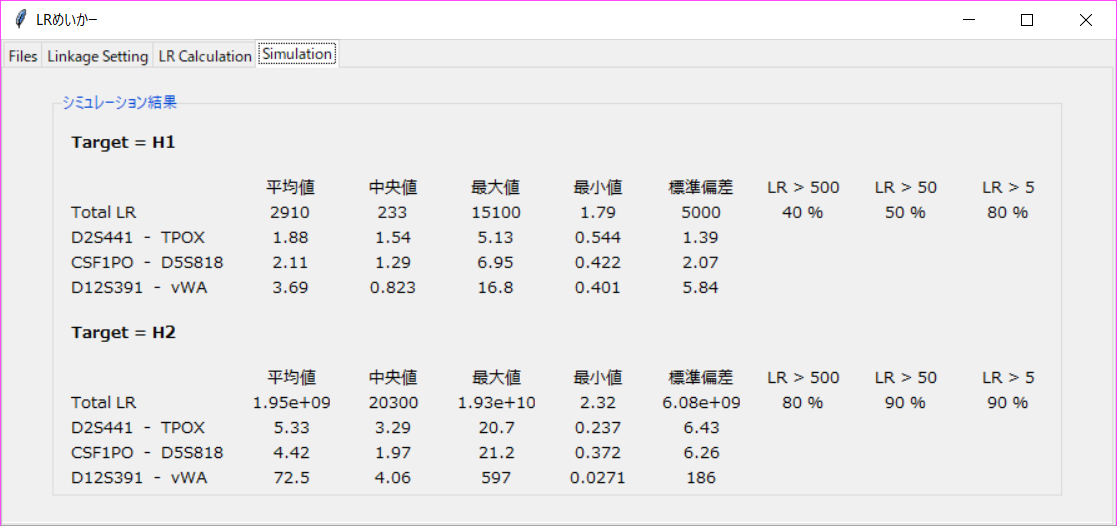 LRめいかー
Files Linkage Setting LR Calculation Simulation
シミュレーション結果
Target = H1
平均値 中央値 最大値 最小値 標準偏差 LR > 500 LR > 50 LR > 5
Total LR 2910 233 15100 1.79 5000 40 % 50 % 80 %
D2S441 - TPOX 1.88 1.54 5.13 0.544 1.39
CSF1PO - D5S818 2.11 1.29 6.95 0.422 2.07
D12S391 - vWA 3.69 0.823 16.8 0.401 5.84
Target = H2
平均値 中央値 最大値 最小値 標準偏差 LR > 500 LR > 50 LR > 5
Total LR 1.95e+09 20300 1.93e+10 2.32 6.08e+09 80 % 90 % 90 %
D2S441 - TPOX 5.33 3.29 20.7 0.237 6.43
CSF1PO - D5S818 4.42 1.97 21.2 0.372 6.26
D12S391 - vWA 72.5 4.06 597 0.0271 186